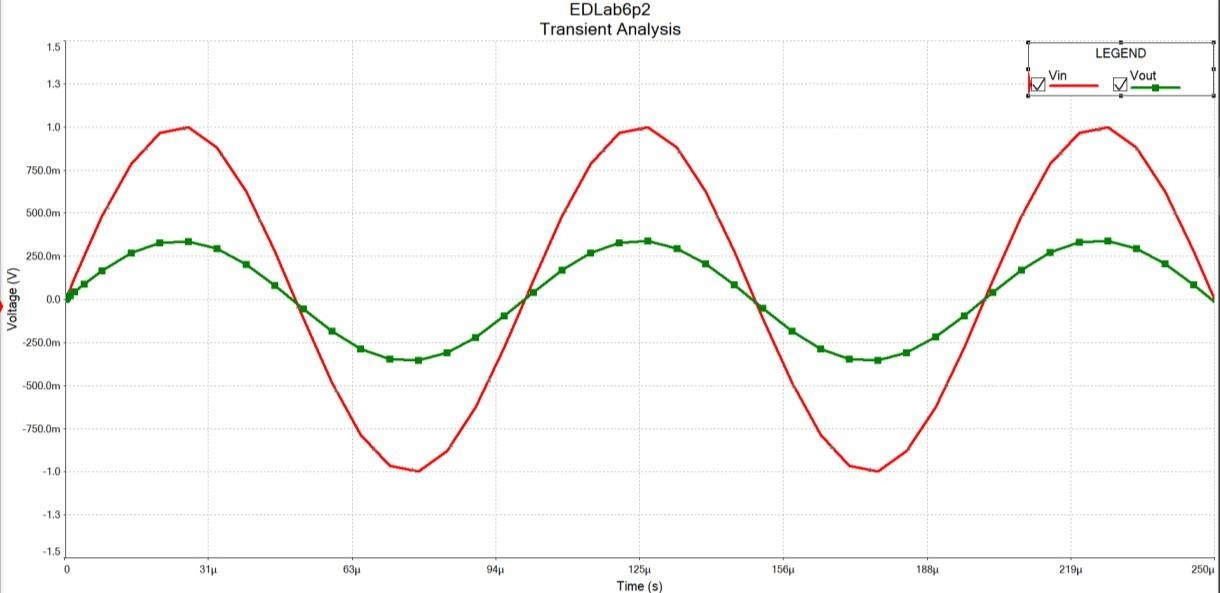 EDLab6p2
Transient Analysis
LEGEND
Vin Vout
1.5
1.3
1.0
750.0m
500.0m
250.0m
0.0
-250.0m
-500.0m
-750.0m
-1.0
-1.3
-1.5
Voltage (V)
0 31µ 63µ 94µ 125µ 156µ 188µ 219µ 250µ
Time (s)